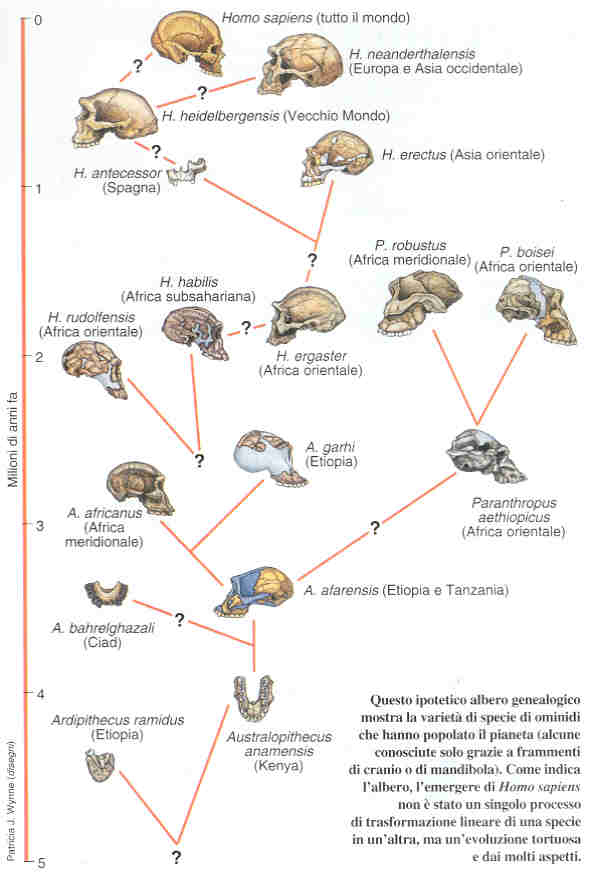 0
Homo sapiens (tutto il mondo)
?
H. neanderthalensis
(Europa e Asia occidentale)
?
H. heidelbergensis (Vecchio Mondo)
?
H. antecessor
(Spagna)
H. erectus (Asia orientale)
1
?
P. robustus
(Africa meridionale)
P. boisei
(Africa orientale)
H. habilis
(Africa subsahariana)
H. rudolfensis
(Africa orientale)
?
H. ergaster
(Africa orientale)
2
Milioni di anni fa
?
A. garhi
(Etiopia)
A. africanus
(Africa
meridionale)
Paranthropus
aethiopicus
(Africa orientale)
3
?
A. afarensis (Etiopia e Tanzania)
?
A. bahrelghazali
(Ciad)
4
Ardipithecus ramidus
(Etiopia)
Australopithecus
anamensis
(Kenya)
?
5
Patricia J. Wynne (disegni)
Questo ipotetico albero genealogico
mostra la varietà di specie di ominidi
che hanno popolato il pianeta (alcune
conosciute solo grazie a frammenti
di cranio o di mandibola). Come indica
l'albero, l'emergere di Homo sapiens
non è stato un singolo processo
di trasformazione lineare di una specie
in un'altra, ma un'evoluzione tortuosa
e dai molti aspetti.